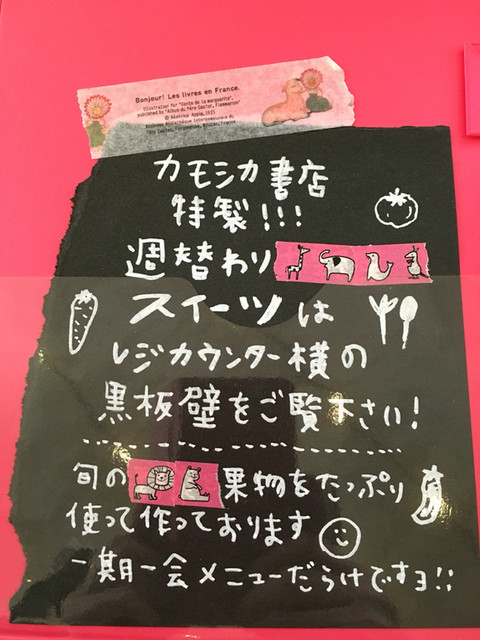 Bonjour! Les livres en France.
カモシカ書店
特製!!!
週替わり
スイーツは
レジカウンター横の
黒板壁をご覧下さい!
旬の果物をたっぷり
使って作っております
一期一会メニューだらけですヨ!!